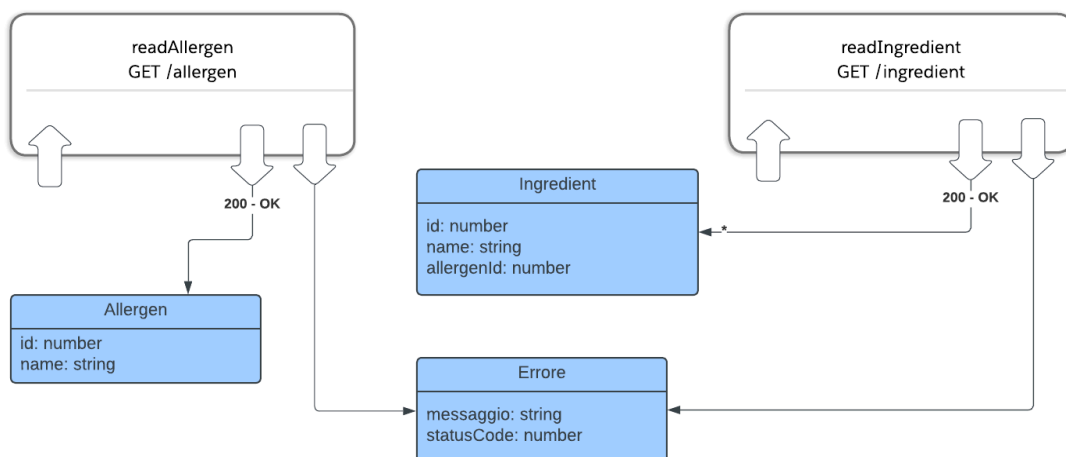 readAllergen
GET /allergen
readIngredient
GET /ingredient
200 - OK
Ingredient
id: number
name: string
allergenId: number
200 - OK
*
Allergen
id: number
name: string
Errore
messaggio: string
statusCode: number